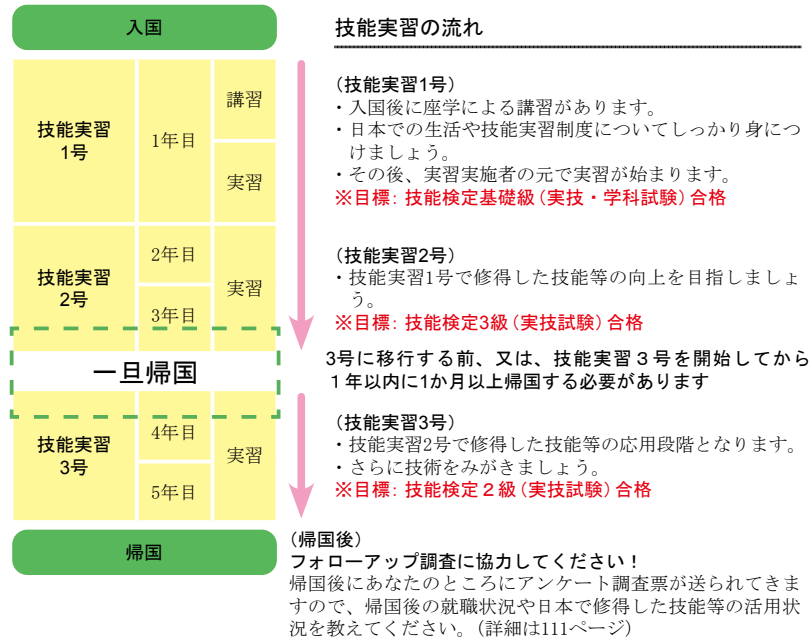 入国
技能実習
1号
1年目
講習
実習
技能実習
2号
2年目
3年目
実習
一旦帰国
技能実習
3号
4年目
5年目
実習
帰国
技能実習の流れ
(技能実習1号)
・入国後に座学による講習があります。
・日本での生活や技能実習制度についてしっかり身につ
けましょう。
・その後、実習実施者の元で実習が始まります。
※目標: 技能検定基礎級(実技・学科試験)合格
(技能実習2号)
・技能実習1号で修得した技能等の向上を目指しましょ
う。
※目標: 技能検定3級(実技試験)合格
3号に移行する前、又は、技能実習３号を開始してから
１年以内に1か月以上帰国する必要があります
(技能実習3号)
・技能実習2号で修得した技能等の応用段階となります。
・さらに技術をみがきましょう。
※目標: 技能検定２級(実技試験)合格
(帰国後)
フォローアップ調査に協力してください！
帰国後にあなたのところにアンケート調査票が送られてきま
すので、帰国後の就職状況や日本で修得した技能等の活用状
況を教えてください。(詳細は111ページ)